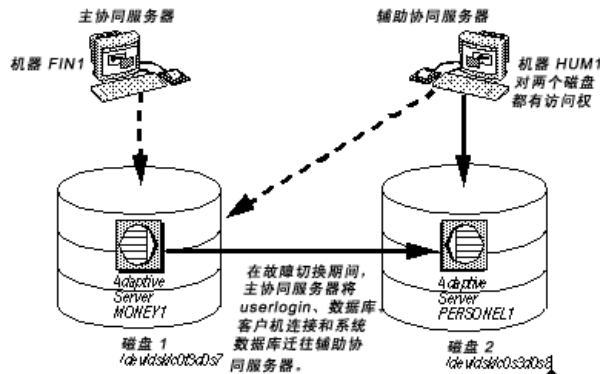 主协同服务器
辅助协同服务器
机器 FIN1
机器 HUM1
对两个磁盘
都有访问权
Adaptive
Server
MONEY1
在故障切换期间，
主协同服务器将
userlogin、数据库、
客户机连接和系统
数据库迁往辅助协
同服务器。
Adaptive
Server
PERSONEL1
磁盘 1
/dev/dsk/c0t3d0s7
磁盘 2
/dev/dsk/c0s3d0s8